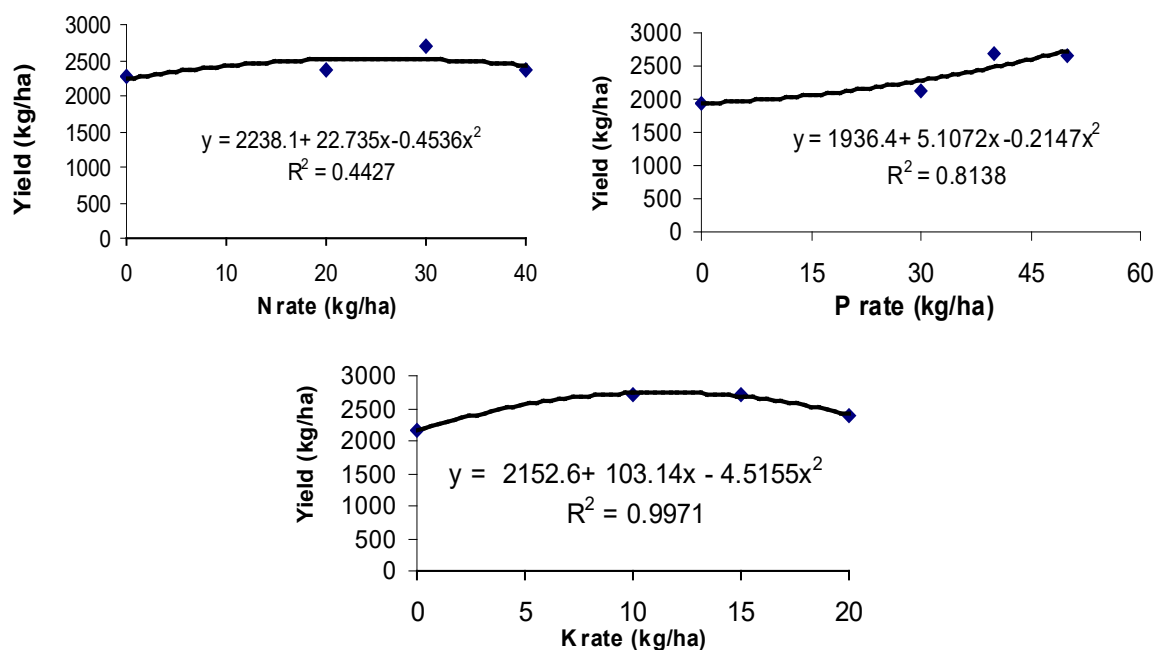 3000
2500
2000
1500
1000
500
0
Yield (kg/ha)
y = 2238.1+ 22.735x-0.4536x²
R² = 0.4427
0 10 20 30 40
N rate (kg/ha)
3000
2500
2000
1500
1000
500
0
Yield (kg/ha)
y = 1936.4+ 5.1072x -0.2147x²
R² = 0.8138
0 15 30 45 60
P rate (kg/ha)
3000
2500
2000
1500
1000
500
0
Yield (kg/ha)
y = 2152.6+ 103.14x - 4.5155x²
R² = 0.9971
0 5 10 15 20
K rate (kg/ha)